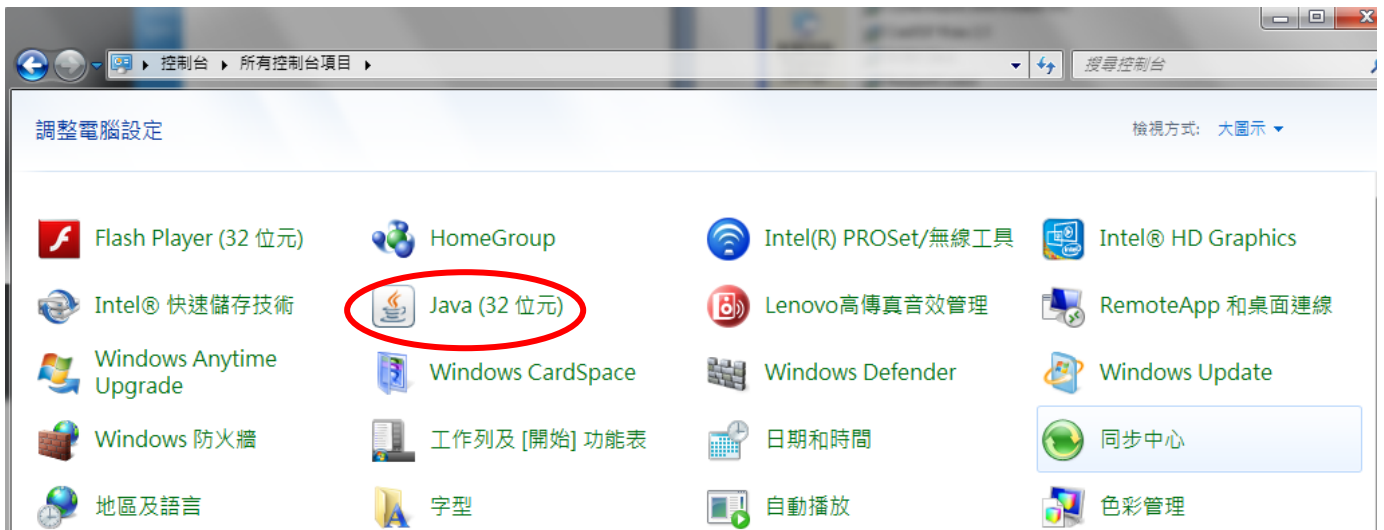 控制台 ▸ 所有控制台項目 ▸
搜尋控制台
調整電腦設定
檢視方式: 大圖示
Flash Player (32 位元)
HomeGroup
Intel(R) PROSet/無線工具
Intel® HD Graphics
Intel® 快速儲存技術
Java (32 位元)
Lenovo高傳真音效管理
RemoteApp 和桌面連線
Windows Anytime
Upgrade
Windows CardSpace
Windows Defender
Windows Update
Windows 防火牆
工作列及 [開始] 功能表
日期和時間
同步中心
地區及語言
字型
自動播放
色彩管理